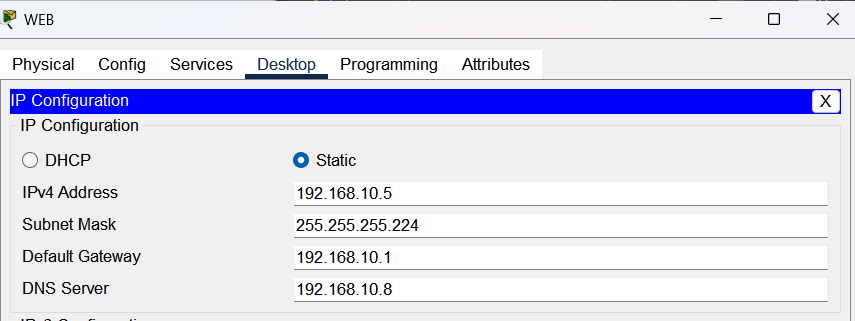 WEB
Physical Config Services Desktop Programming Attributes
IP Configuration X
IP Configuration
DHCP Static
IPv4 Address 192.168.10.5
Subnet Mask 255.255.255.224
Default Gateway 192.168.10.1
DNS Server 192.168.10.8